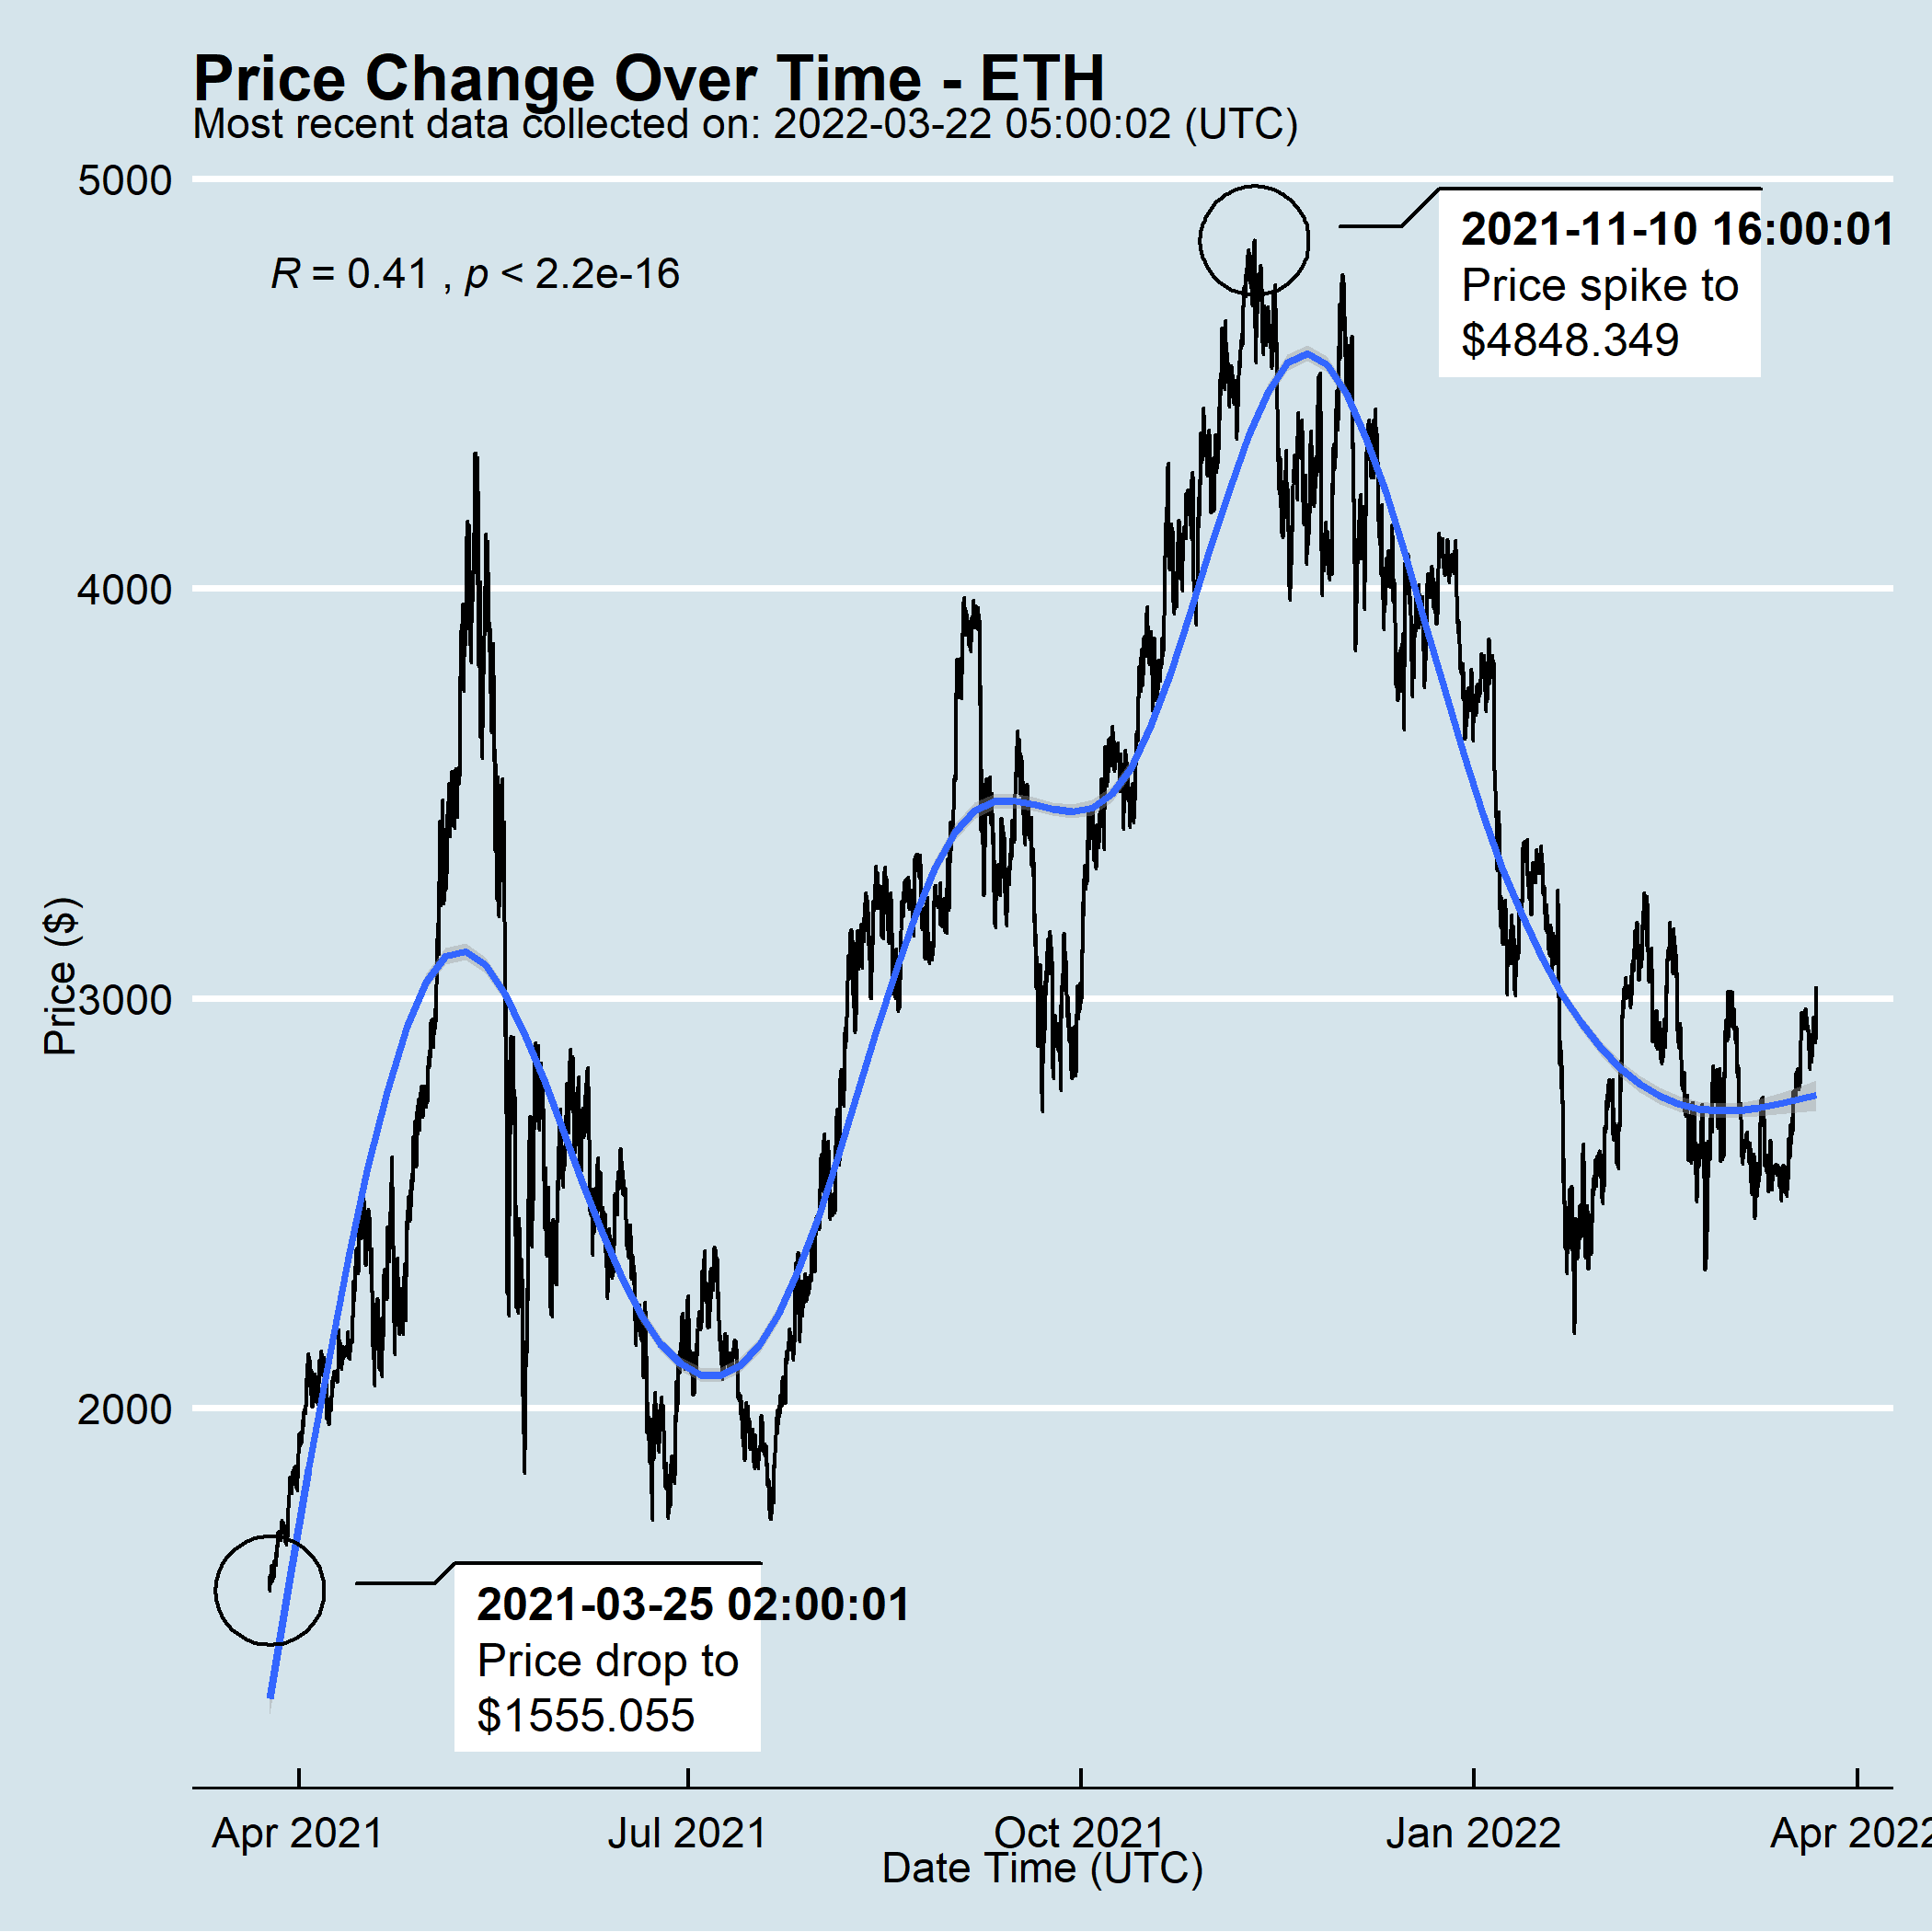 Price Change Over Time - ETH
Most recent data collected on: 2022-03-22 05:00:02 (UTC)
5000
2021-11-10 16:00:01
Price spike to
$4848.349
R = 0.41 , p < 2.2e-16
4000
Price ($)
3000
2000
2021-03-25 02:00:01
Price drop to
$1555.055
Apr 2021 Jul 2021 Oct 2021 Jan 2022 Apr 2022
Date Time (UTC)